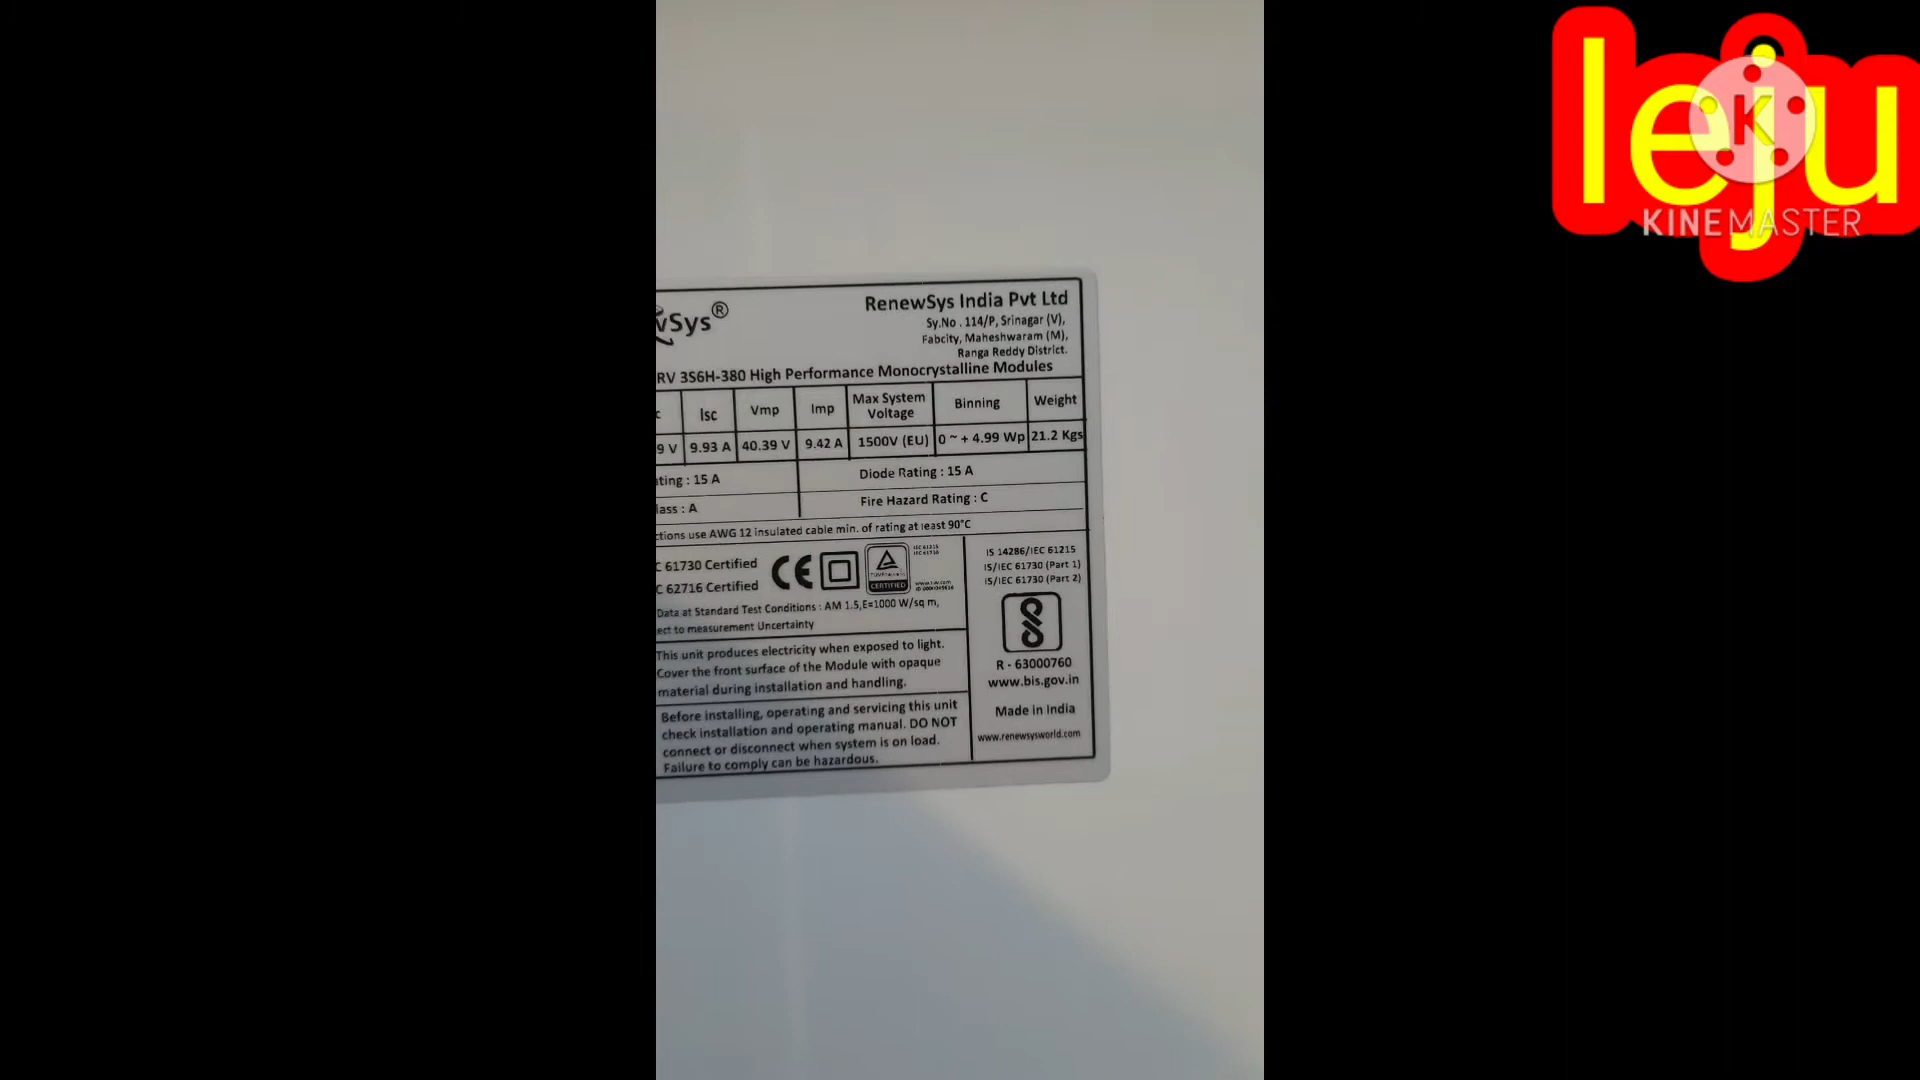 leju
K
KINEMASTER
wSys®
RenewSys India Pvt Ltd
Sy.No . 114/P, Srinagar (V),
Fabcity, Maheshwaram (M),
Ranga Reddy District.
RV 3S6H-380 High Performance Monocrystalline Modules
Isc Vmp Imp Max System Voltage Binning Weight
9 V 9.93 A 40.39 V 9.42 A 1500V (EU) 0 ~ + 4.99 Wp 21.2 Kgs
ting : 15 A Diode Rating : 15 A
lass : A Fire Hazard Rating : C
ctions use AWG 12 insulated cable min. of rating at least 90°C
C 61730 Certified
C 62716 Certified
CE
CERTIFIED
IEC 61215
IEC 61730
Data at Standard Test Conditions : AM 1.5,E=1000 W/sq m,
ect to measurement Uncertainty
This unit produces electricity when exposed to light.
Cover the front surface of the Module with opaque
material during installation and handling.
Before installing, operating and servicing this unit
check installation and operating manual. DO NOT
connect or disconnect when system is on load.
Failure to comply can be hazardous.
IS 14286/IEC 61215
IS/IEC 61730 (Part 1)
IS/IEC 61730 (Part 2)
R - 63000760
www.bis.gov.in
Made in India
www.renewsysworld.com